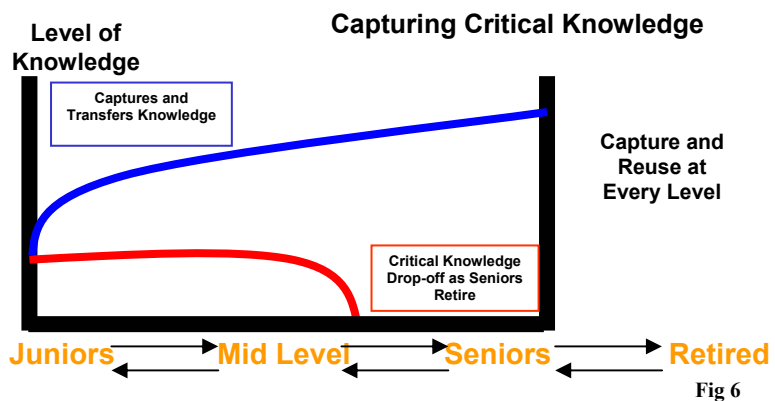 Capturing Critical Knowledge
Level of
Knowledge
Captures and
Transfers Knowledge
Capture and
Reuse at
Every Level
Critical Knowledge
Drop-off as Seniors
Retire
Juniors Mid Level Seniors Retired
Fig 6